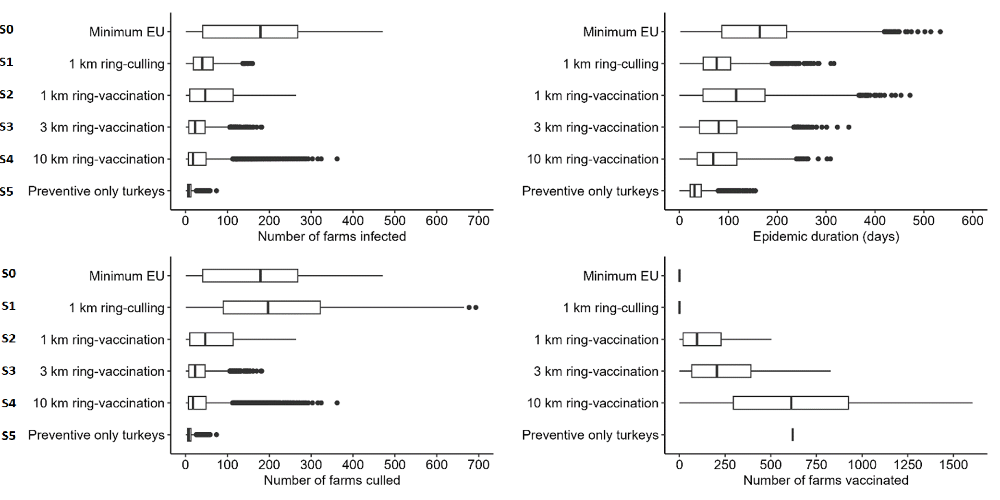 S0 Minimum EU
S1 1 km ring-culling
S2 1 km ring-vaccination
S3 3 km ring-vaccination
S4 10 km ring-vaccination
S5 Preventive only turkeys
0 100 200 300 400 500 600 700
Number of farms infected
Minimum EU
1 km ring-culling
1 km ring-vaccination
3 km ring-vaccination
10 km ring-vaccination
Preventive only turkeys
0 100 200 300 400 500 600
Epidemic duration (days)
S0 Minimum EU
S1 1 km ring-culling
S2 1 km ring-vaccination
S3 3 km ring-vaccination
S4 10 km ring-vaccination
S5 Preventive only turkeys
0 100 200 300 400 500 600 700
Number of farms culled
Minimum EU
1 km ring-culling
1 km ring-vaccination
3 km ring-vaccination
10 km ring-vaccination
Preventive only turkeys
0 250 500 750 1000 1250 1500
Number of farms vaccinated